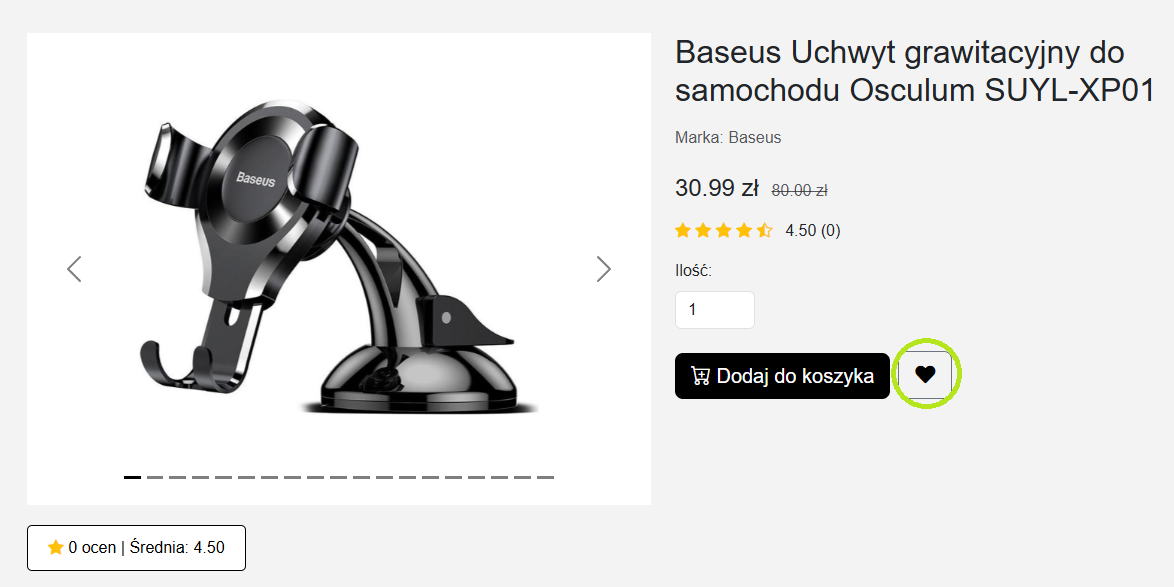 Baseus Uchwyt grawitacyjny do
samochodu Osculum SUYL-XP01
Marka: Baseus
30.99 zł 80.00 zł
4.50 (0)
Ilość:
1
Dodaj do koszyka
Baseus
0 ocen | Średnia: 4.50